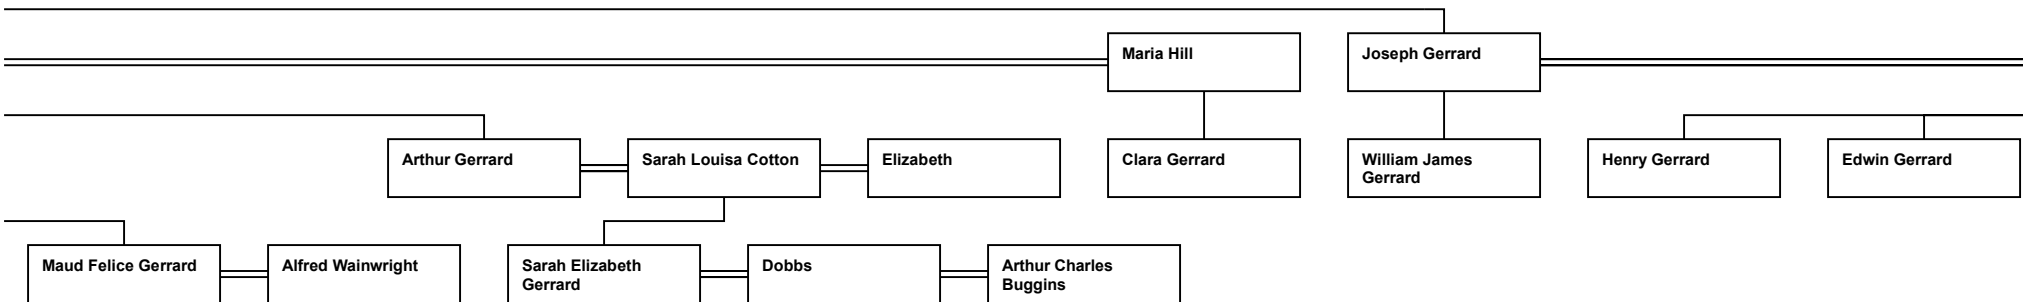 Maria Hill
Joseph Gerrard
Arthur Gerrard
Sarah Louisa Cotton
Elizabeth
Clara Gerrard
William James
Gerrard
Henry Gerrard
Edwin Gerrard
Maud Felice Gerrard
Alfred Wainwright
Sarah Elizabeth
Gerrard
Dobbs
Arthur Charles
Buggins